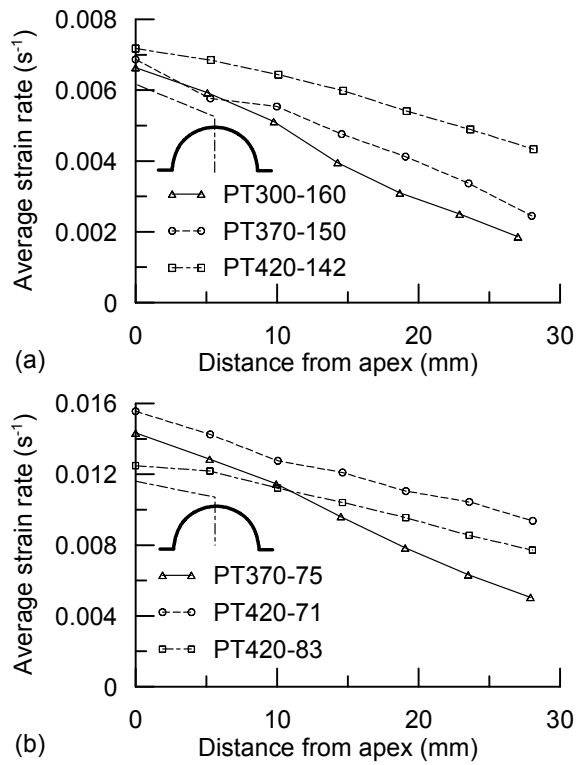 (a)
Average strain rate (s⁻¹)
0.008
0.006
0.004
0.002
0
PT300-160
PT370-150
PT420-142
0 10 20 30
Distance from apex (mm)
(b)
Average strain rate (s⁻¹)
0.016
0.012
0.008
0.004
0
PT370-75
PT420-71
PT420-83
0 10 20 30
Distance from apex (mm)